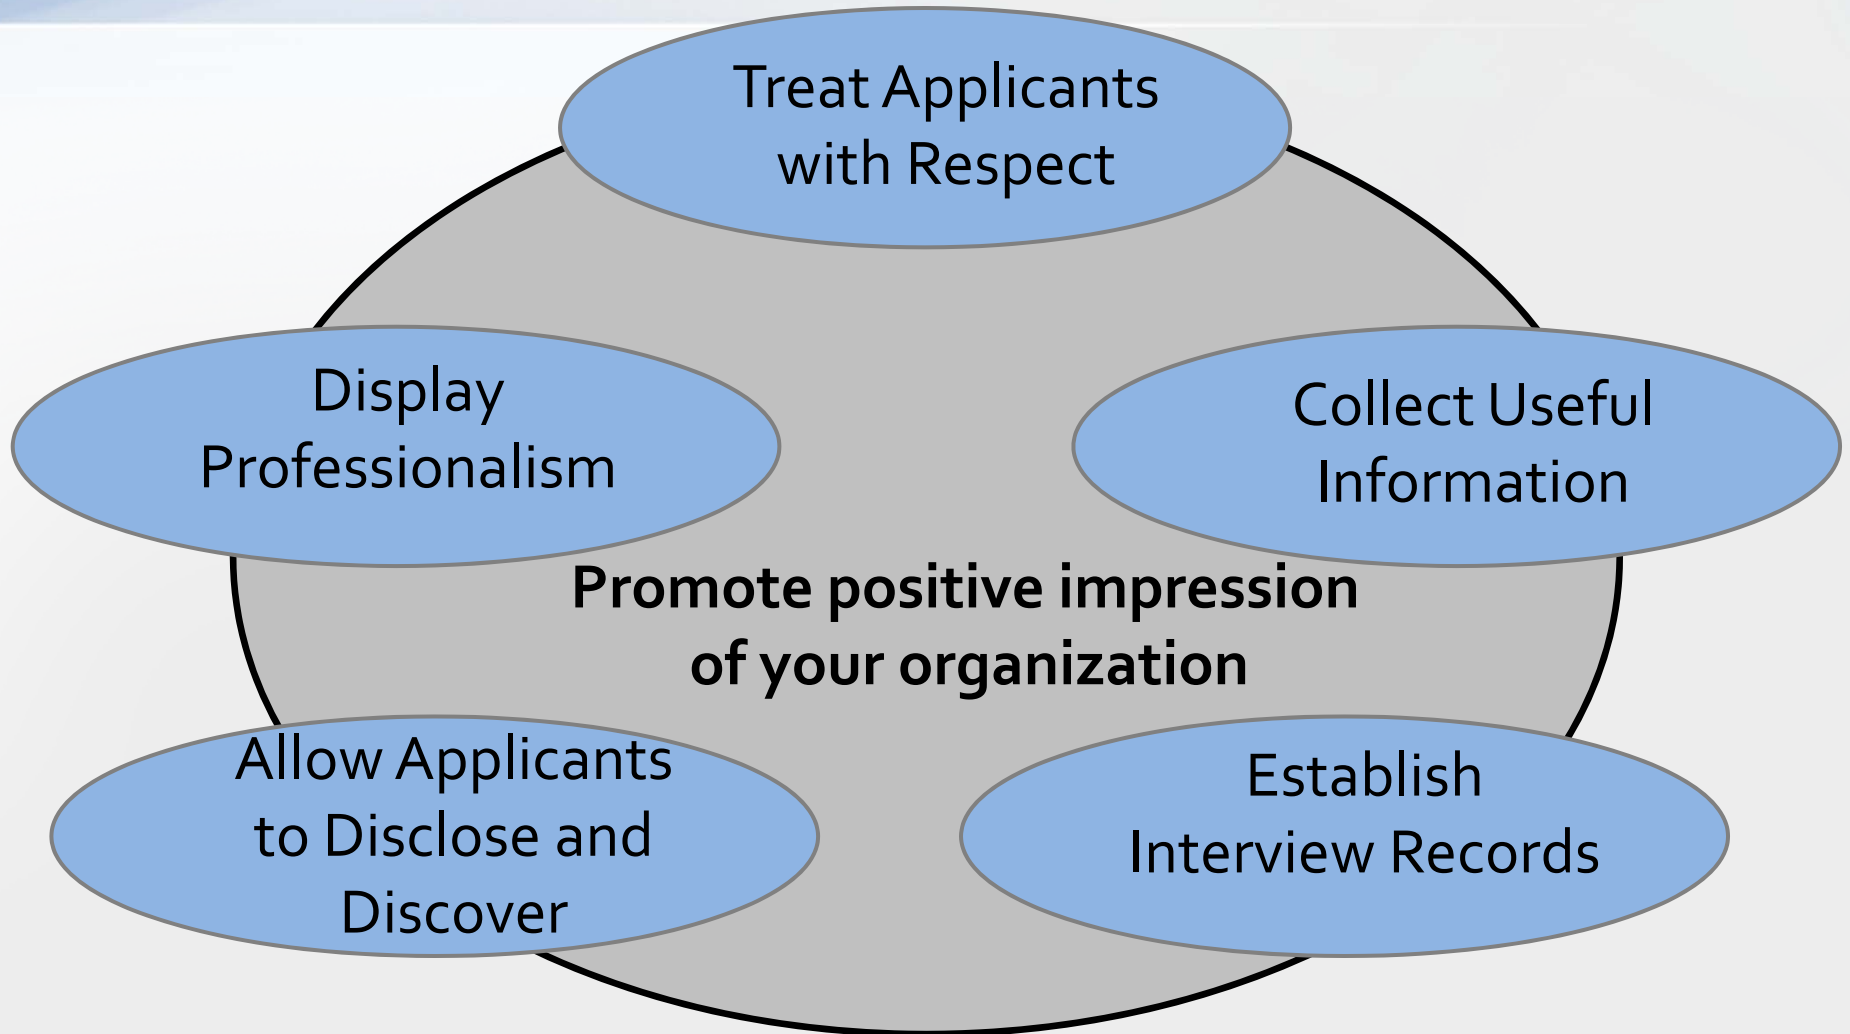 Treat Applicants
with Respect
Display
Professionalism
Collect Useful
Information
Promote positive impression
of your organization
Allow Applicants
to Disclose and
Discover
Establish
Interview Records